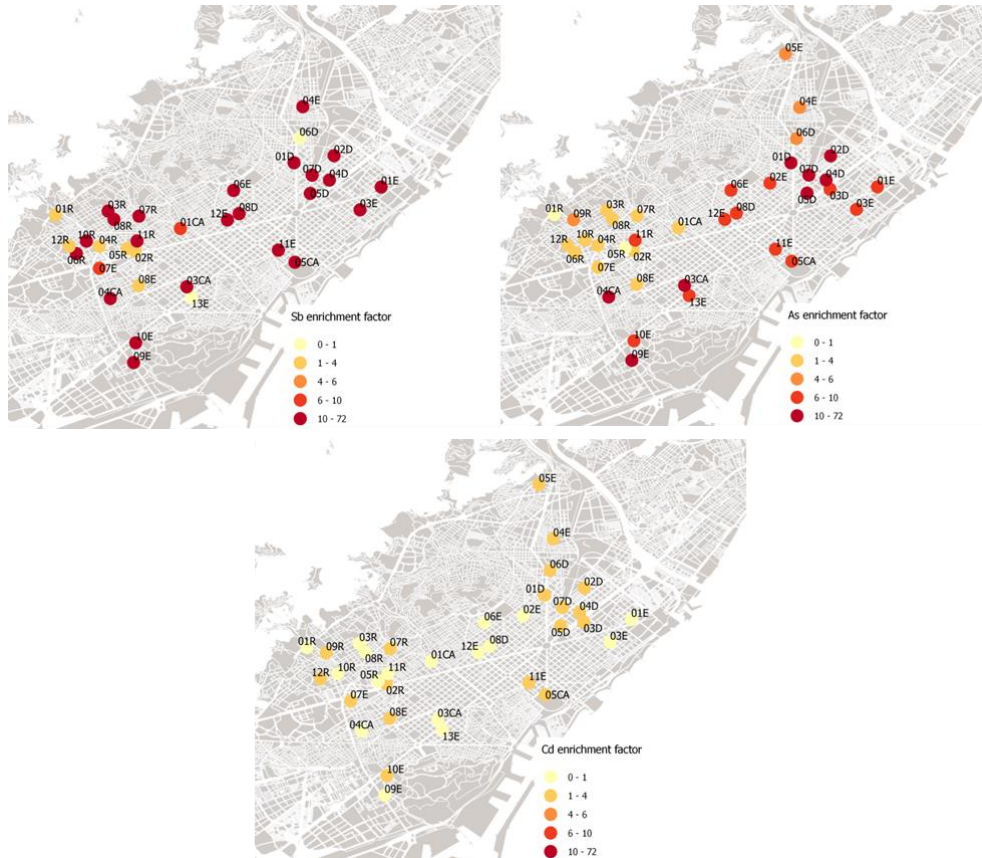 04E
06D
02D
01D
07D
04D
05D
01E
03E
06E
08D
12E
01CA
01R
03R
07R
08R
10R
11R
12R
04R
06R
05R
02R
07E
08E
03CA
04CA
13E
11E
05CA
10E
09E
Sb enrichment factor
0 - 1
1 - 4
4 - 6
6 - 10
10 - 72
05E
04E
06D
02D
01D
07D
04D
02E
03D
05D
01E
03E
06E
08D
12E
01CA
01R
09R
03R
07R
08R
10R
11R
12R
04R
06R
05R
02R
07E
08E
03CA
04CA
13E
11E
05CA
10E
09E
As enrichment factor
0 - 1
1 - 4
4 - 6
6 - 10
10 - 72
05E
04E
06D
02D
01D
07D
04D
02E
03D
05D
01E
03E
06E
08D
12E
01CA
01R
09R
03R
07R
08R
10R
11R
12R
05R
02R
07E
08E
03CA
04CA
13E
11E
05CA
10E
09E
Cd enrichment factor
0 - 1
1 - 4
4 - 6
6 - 10
10 - 72